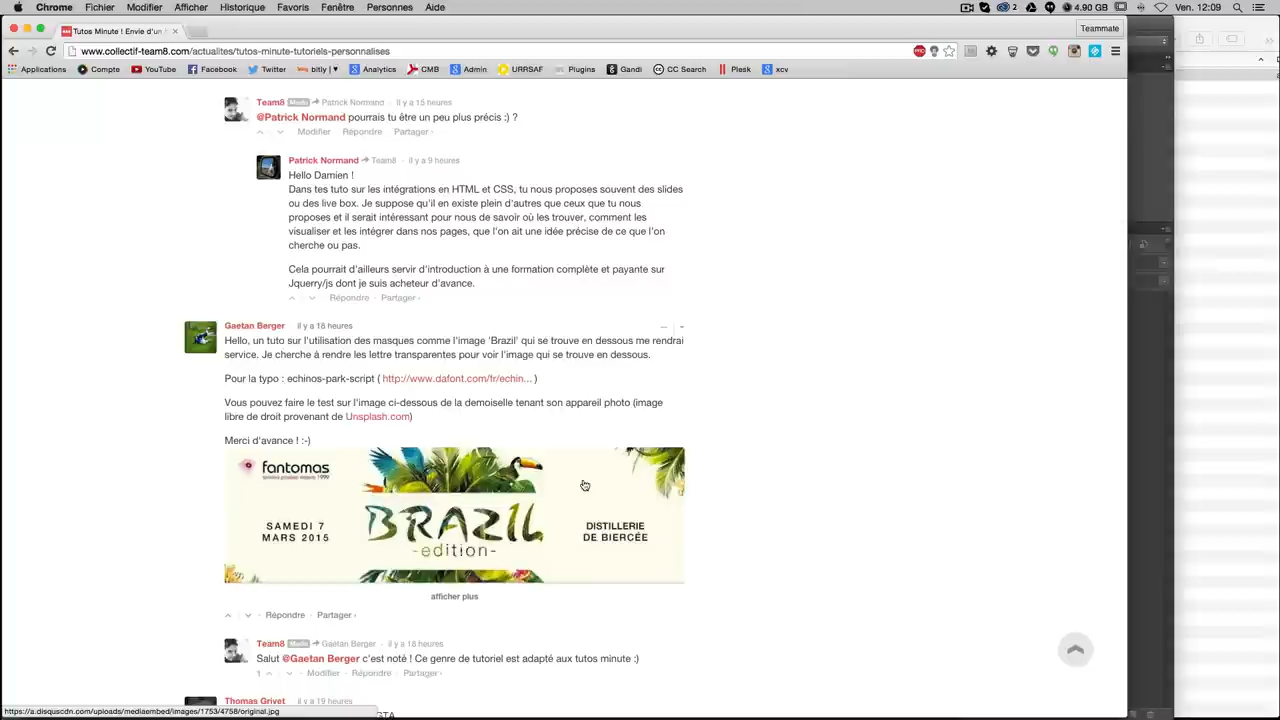 Chrome Fichier Modifier Afficher Historique Favoris Fenêtre Personnes Aide 2 4.90 GB Ven. 12:09
Tutos Minute ! Envie d'un
Teammate
www.collectif-team8.com/actualites/tutos-minute-tutoriels-personnalises
Applications Compte YouTube Facebook Twitter bitly Analytics CMB Admin URRSAF Plugins Gandi CC Search Plesk xcv
Team8 Modo Patrick Normand · il y a 15 heures
@Patrick Normand pourrais tu être un peu plus précis :) ?
Modifier Répondre Partager ›
Patrick Normand Team8 · il y a 9 heures
Hello Damien !
Dans tes tuto sur les intégrations en HTML et CSS, tu nous proposes souvent des slides
ou des live box. Je suppose qu'il en existe plein d'autres que ceux que tu nous
proposes et il serait intéressant pour nous de savoir où les trouver, comment les
visualiser et les intégrer dans nos pages, que l'on ait une idée précise de ce que l'on
cherche ou pas.
Cela pourrait d'ailleurs servir d'introduction à une formation complète et payante sur
Jquerry/js dont je suis acheteur d'avance.
Répondre · Partager ›
Gaetan Berger il y a 18 heures
Hello, un tuto sur l'utilisation des masques comme l'image 'Brazil' qui se trouve en dessous me rendrai
service. Je cherche à rendre les lettre transparentes pour voir l'image qui se trouve en dessous.
Pour la typo : echinos-park-script ( http://www.dafont.com/fr/echin... )
Vous pouvez faire le test sur l'image ci-dessous de la demoiselle tenant son appareil photo (image
libre de droit provenant de Unsplash.com)
Merci d'avance ! :-)
fantomas
SAMEDI 7
MARS 2015
BRAZIL
-edition-
DISTILLERIE
DE BIERCÉE
afficher plus
Répondre Partager ›
Team8 Modo Gaetan Berger · il y a 18 heures
Salut @Gaetan Berger c'est noté ! Ce genre de tutoriel est adapté aux tutos minute :)
1 Modifier Répondre Partager ›
Thomas Grivet il y a 19 heures
https://a.disquscdn.com/uploads/mediaembed/images/1753/4758/original.jpg
GTA